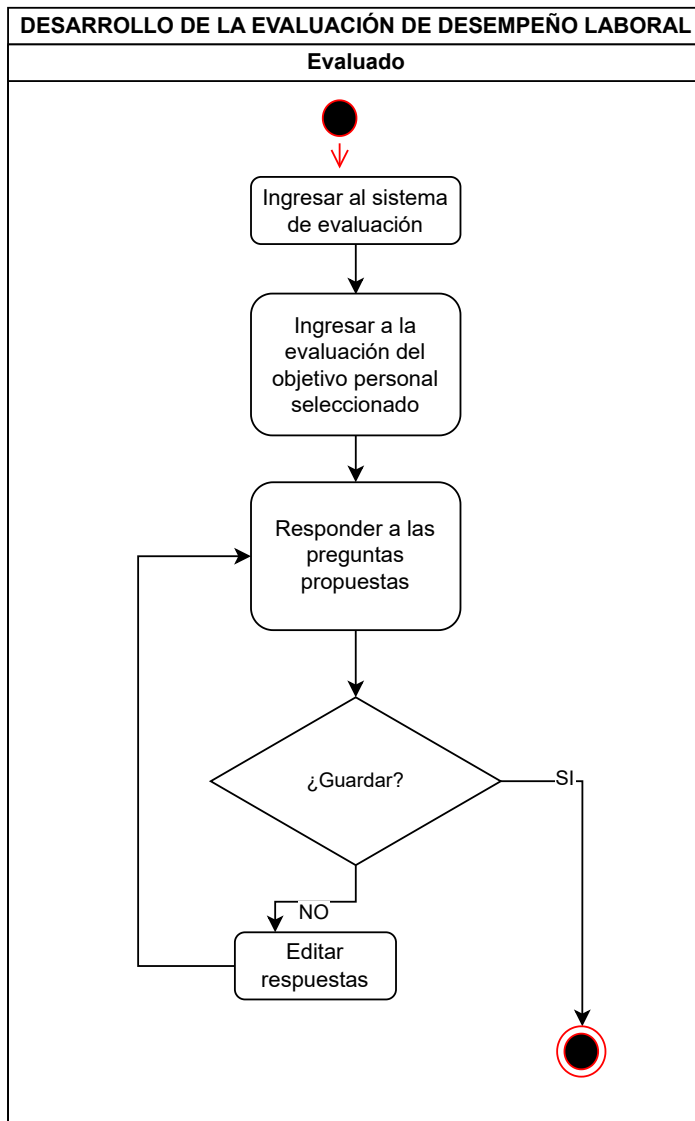 DESARROLLO DE LA EVALUACIÓN DE DESEMPEÑO LABORAL
Evaluado
Ingresar al sistema
de evaluación
Ingresar a la
evaluación del
objetivo personal
seleccionado
Responder a las
preguntas
propuestas
¿Guardar?
SI
NO
Editar
respuestas